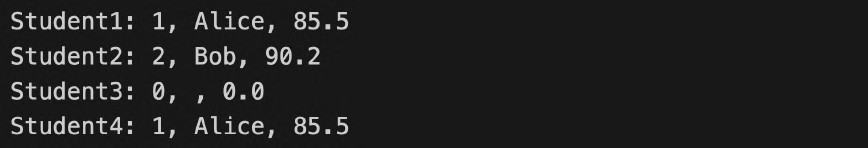 Student1: 1, Alice, 85.5
Student2: 2, Bob, 90.2
Student3: 0, , 0.0
Student4: 1, Alice, 85.5